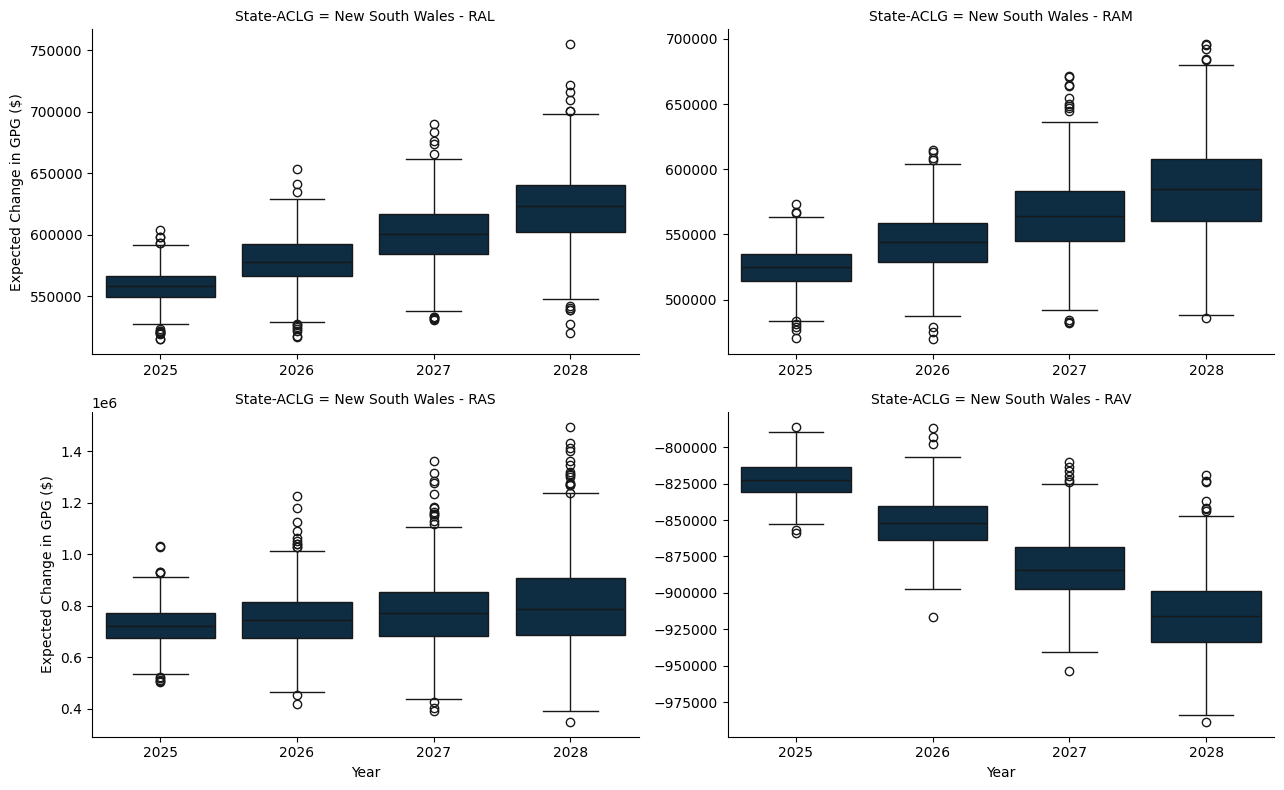 State-ACLG = New South Wales - RAL
Expected Change in GPG ($)
750000
700000
650000
600000
550000
2025 2026 2027 2028
State-ACLG = New South Wales - RAM
700000
650000
600000
550000
500000
2025 2026 2027 2028
State-ACLG = New South Wales - RAS
1e6
Expected Change in GPG ($)
1.4
1.2
1.0
0.8
0.6
0.4
2025 2026 2027 2028
Year
State-ACLG = New South Wales - RAV
−800000
−825000
−850000
−875000
−900000
−925000
−950000
−975000
2025 2026 2027 2028
Year